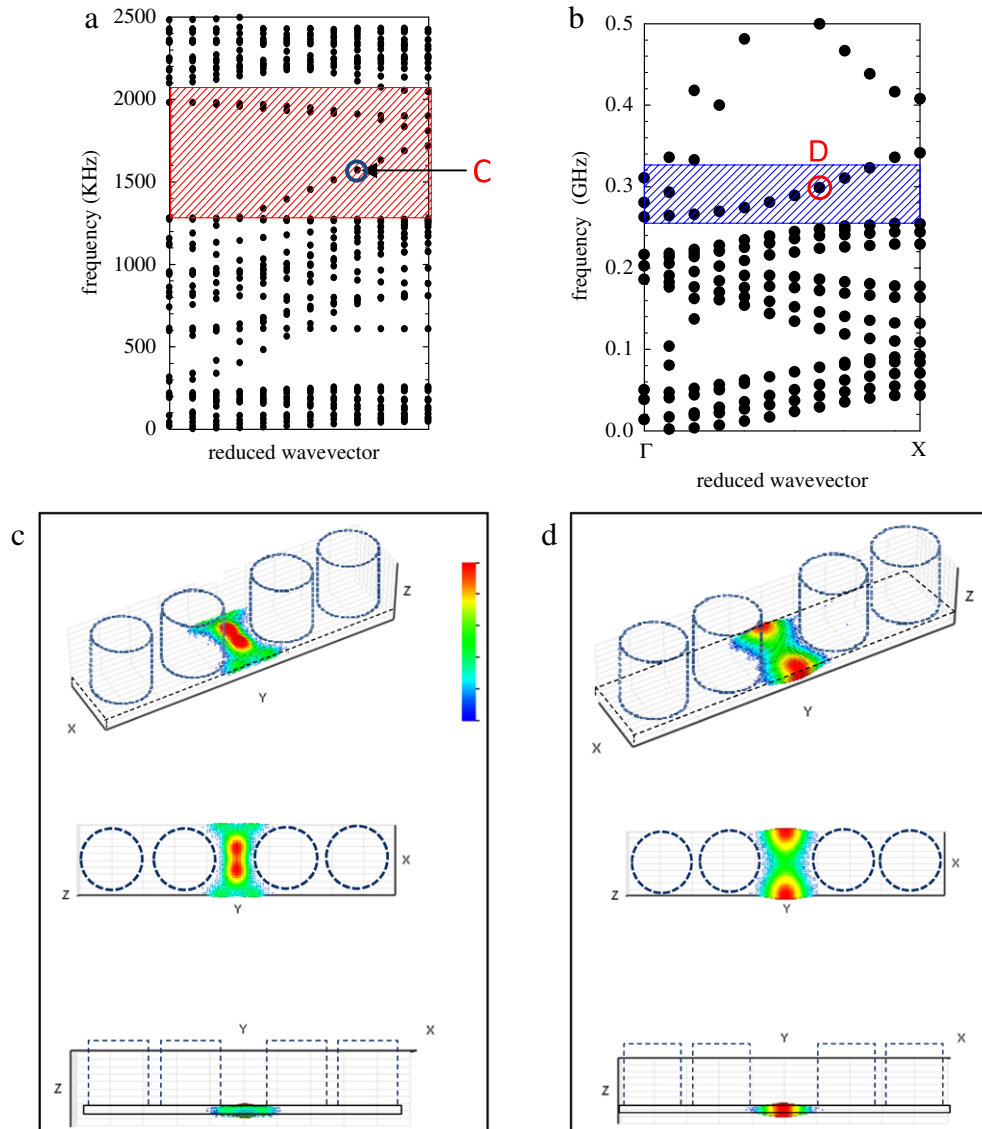 a
2500
2000
1500
1000
500
0
frequency (KHz)
reduced wavevector
C
b
0.5
0.4
0.3
0.2
0.1
0.0
frequency (GHz)
D
Γ
X
reduced wavevector
c
Z
Y
X
X
Z
Y
Y
X
Z
d
Z
Y
X
X
Z
Y
Y
X
Z